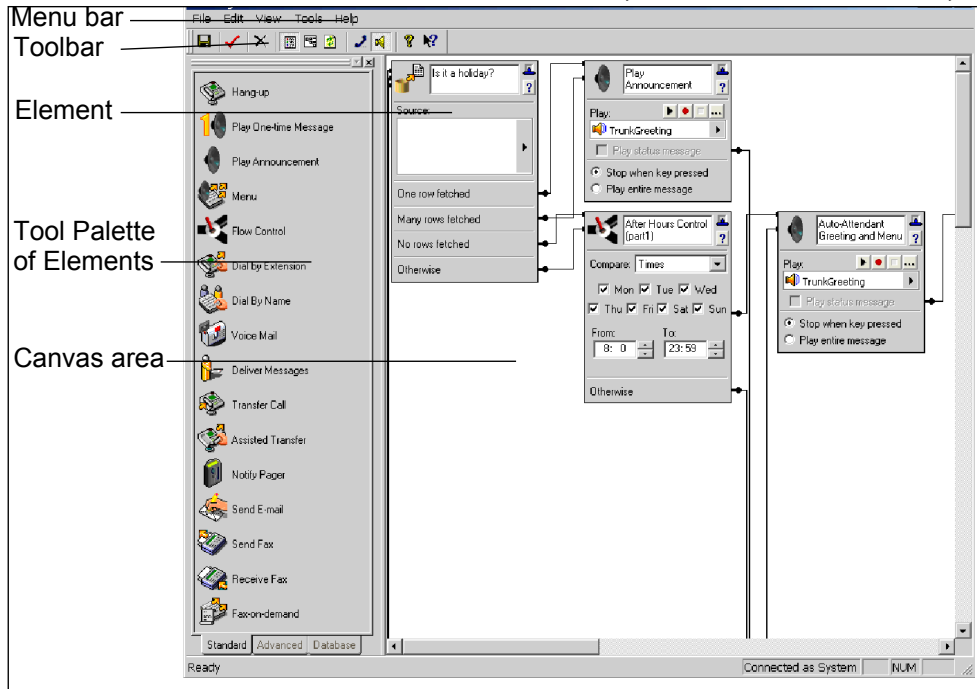 Menu bar
File Edit View Tools Help
Toolbar
Element
Tool Palette
of Elements
Canvas area
Hang-up
Play One-time Message
Play Announcement
Menu
Flow Control
Dial by Extension
Dial By Name
Voice Mail
Deliver Messages
Transfer Call
Assisted Transfer
Notify Pager
Send E-mail
Send Fax
Receive Fax
Fax-on-demand
Standard Advanced Database
Is it a holiday?
Source:
One row fetched
Many rows fetched
No rows fetched
Otherwise
Play
Announcement
Play:
TrunkGreeting
Play status message
Stop when key pressed
Play entire message
After Hours Control
(part1)
Compare: Times
Mon Tue Wed
Thu Fri Sat Sun
From: To:
8: 0 23:59
Otherwise
Auto-Attendant
Greeting and Menu
Play:
TrunkGreeting
Play status message
Stop when key pressed
Play entire message
Ready
Connected as System NUM